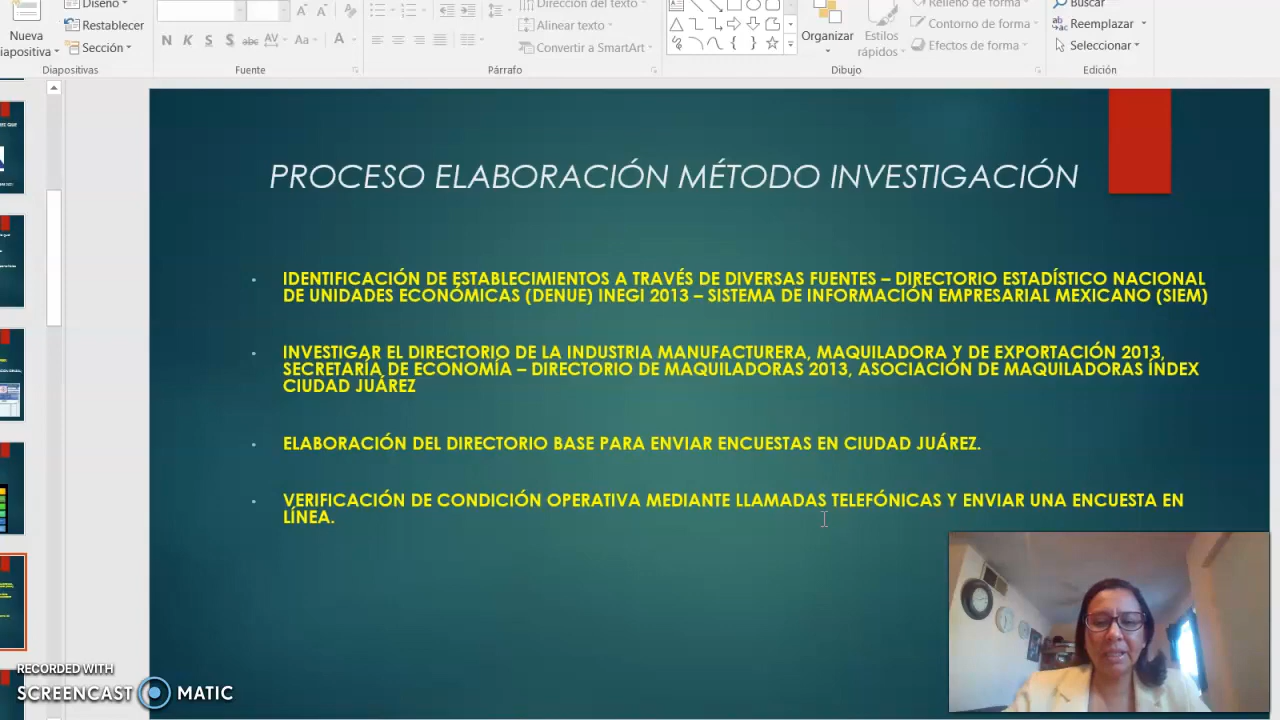 Diseño
Buscar
Dirección del texto
Relleno de forma
Nueva
Restablecer
Alinear texto
Contorno de forma
Reemplazar
Organizar
Estilos
Sección
N K S S abc AV Aa A
Convertir a SmartArt
rápidos
Efectos de forma
Seleccionar
Diapositivas
Fuente
Párrafo
Dibujo
Edición
PROCESO ELABORACIÓN MÉTODO INVESTIGACIÓN
IDENTIFICACIÓN DE ESTABLECIMIENTOS A TRAVÉS DE DIVERSAS FUENTES – DIRECTORIO ESTADÍSTICO NACIONAL
DE UNIDADES ECONÓMICAS (DENUE) INEGI 2013 – SISTEMA DE INFORMACIÓN EMPRESARIAL MEXICANO (SIEM)
INVESTIGAR EL DIRECTORIO DE LA INDUSTRIA MANUFACTURERA, MAQUILADORA Y DE EXPORTACIÓN 2013,
SECRETARÍA DE ECONOMÍA – DIRECTORIO DE MAQUILADORAS 2013, ASOCIACIÓN DE MAQUILADORAS ÍNDEX
CIUDAD JUÁREZ
ELABORACIÓN DEL DIRECTORIO BASE PARA ENVIAR ENCUESTAS EN CIUDAD JUÁREZ.
VERIFICACIÓN DE CONDICIÓN OPERATIVA MEDIANTE LLAMADAS TELEFÓNICAS Y ENVIAR UNA ENCUESTA EN
LÍNEA.
RECORDED WITH
SCREENCAST MATIC